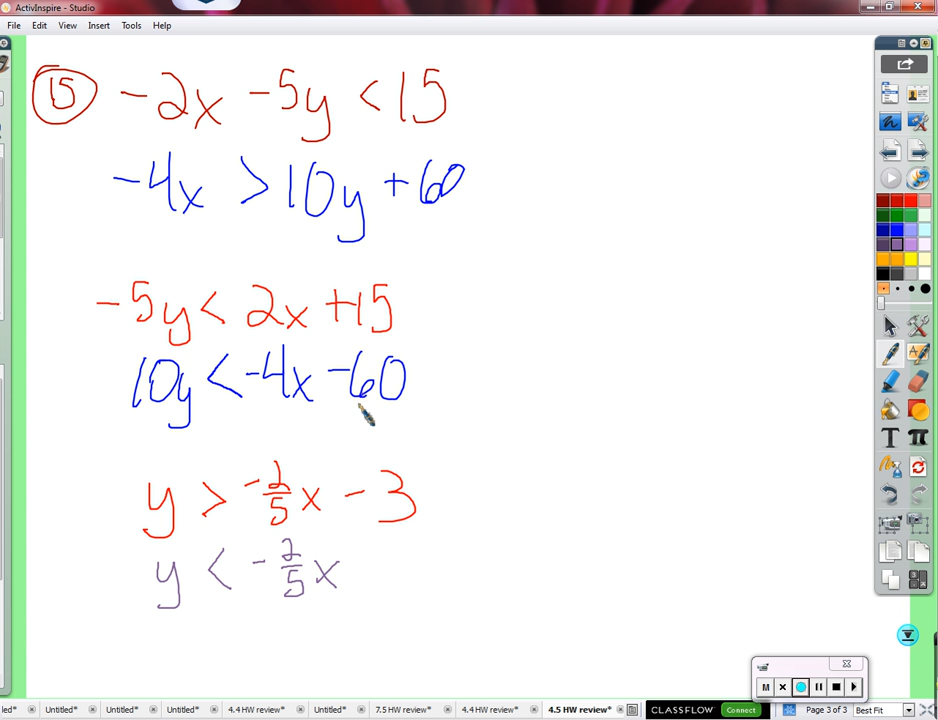 ActivInspire - Studio
File Edit View Insert Tools Help
15 -2x -5y < 15
-4x > 10y + 60
-5y < 2x + 15
10y < -4x - 60
y > -2/5 x - 3
y < -2/5 x
M
led* Untitled* Untitled* Untitled* 4.4 HW review* Untitled* 7.5 HW review* 4.4 HW review* 4.5 HW review* CLASSFLOW Connect Page 3 of 3 Best Fit